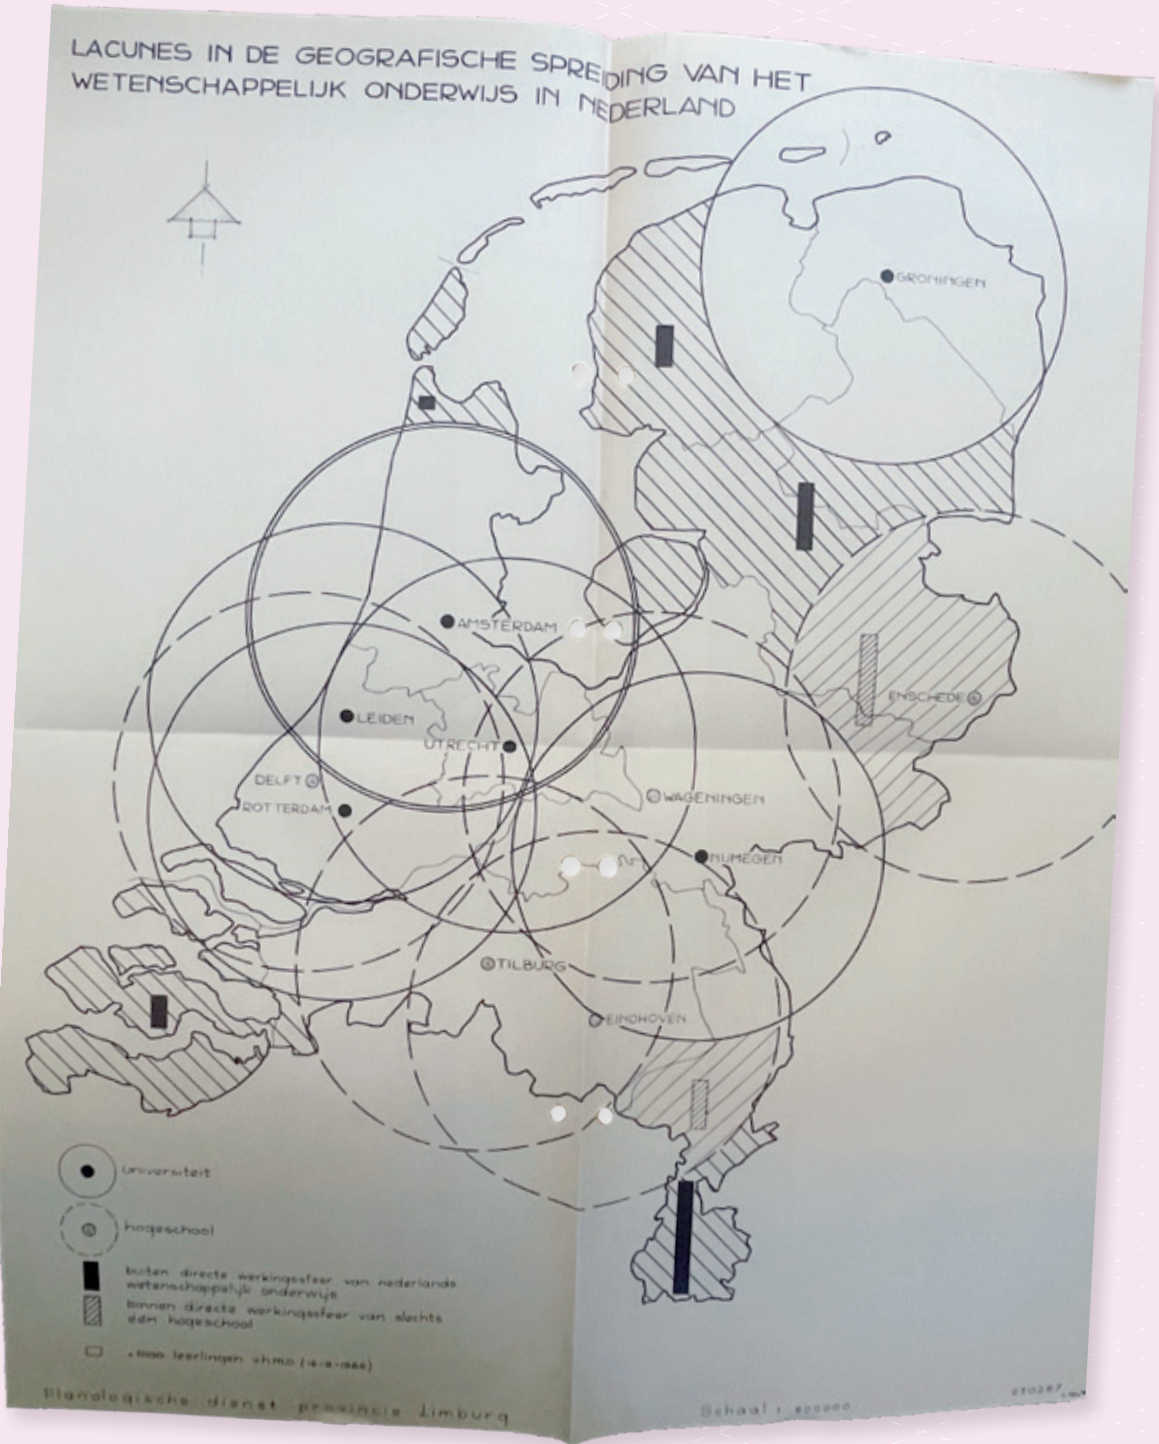 LACUNES IN DE GEOGRAFISCHE SPREIDING VAN HET
WETENSCHAPPELIJK ONDERWIJS IN NEDERLAND
GRONINGEN
AMSTERDAM
ENSCHEDE
LEIDEN
UTRECHT
DELFT
WAGENINGEN
ROTTERDAM
NIJMEGEN
TILBURG
EINDHOVEN
universiteit
hogeschool
buiten directe werkingssfeer van nederlands
wetenschappelijk onderwijs
binnen directe werkingssfeer van slechts
één hogeschool
leerlingen v.h.m.o.
Planologische dienst provincie Limburg
Schaal 1: